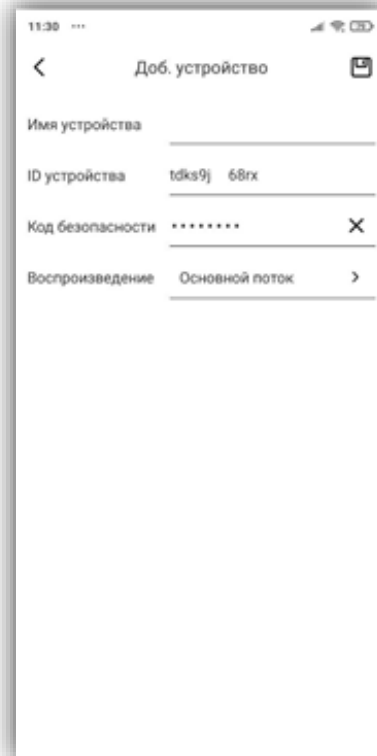 11:30 ...
Доб. устройство
Имя устройства
ID устройства tdks9j 68rx
Код безопасности ••••••••
Воспроизведение Основной поток